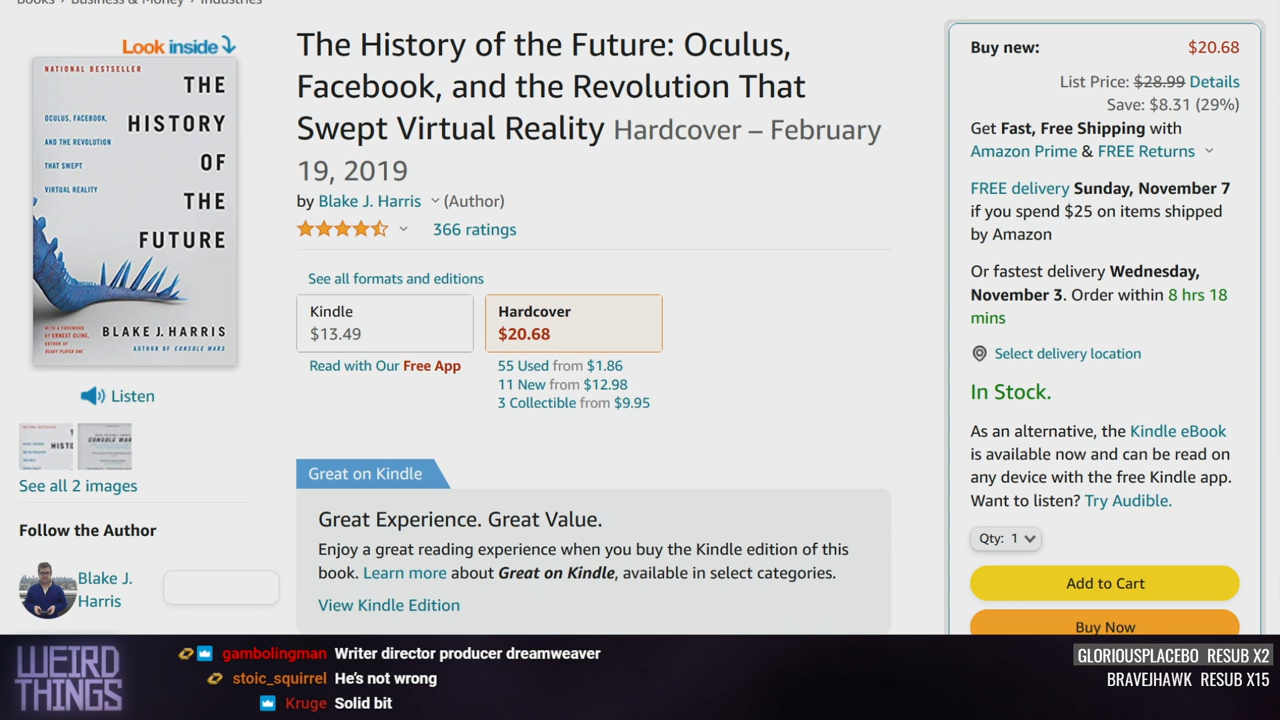 Books › Business & Money › Industries
Look inside
NATIONAL BESTSELLER
THE
HISTORY
OF
THE
FUTURE
OCULUS, FACEBOOK,
AND THE REVOLUTION
THAT SWEPT
VIRTUAL REALITY
WITH A FOREWORD
BY ERNEST CLINE,
AUTHOR OF
READY PLAYER ONE
BLAKE J. HARRIS
AUTHOR OF CONSOLE WARS
Listen
See all 2 images
Follow the Author
Blake J.
Harris
The History of the Future: Oculus,
Facebook, and the Revolution That
Swept Virtual Reality Hardcover – February
19, 2019
by Blake J. Harris (Author)
366 ratings
See all formats and editions
Kindle
$13.49
Read with Our Free App
Hardcover
$20.68
55 Used from $1.86
11 New from $12.98
3 Collectible from $9.95
Great on Kindle
Great Experience. Great Value.
Enjoy a great reading experience when you buy the Kindle edition of this
book. Learn more about Great on Kindle, available in select categories.
View Kindle Edition
Buy new: $20.68
List Price: $28.99 Details
Save: $8.31 (29%)
Get Fast, Free Shipping with
Amazon Prime & FREE Returns
FREE delivery Sunday, November 7
if you spend $25 on items shipped
by Amazon
Or fastest delivery Wednesday,
November 3. Order within 8 hrs 18
mins
Select delivery location
In Stock.
As an alternative, the Kindle eBook
is available now and can be read on
any device with the free Kindle app.
Want to listen? Try Audible.
Qty: 1
Add to Cart
Buy Now
WEIRD
THINGS
gambolingman Writer director producer dreamweaver
stoic_squirrel He's not wrong
Kruge Solid bit
GLORIOUSPLACEBO RESUB X2
BRAVEJHAWK RESUB X15